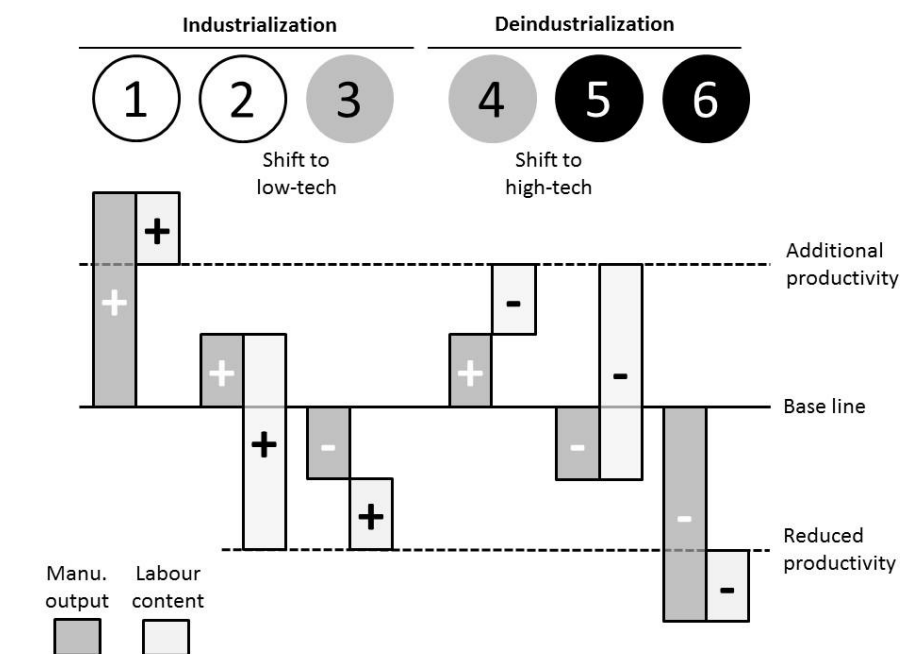 Industrialization
Deindustrialization
1
2
3
4
5
6
Shift to
low-tech
Shift to
high-tech
+
+
Additional
productivity
+
-
+
+
-
Base line
+
-
+
-
-
Reduced
productivity
-
Manu.
output
Labour
content